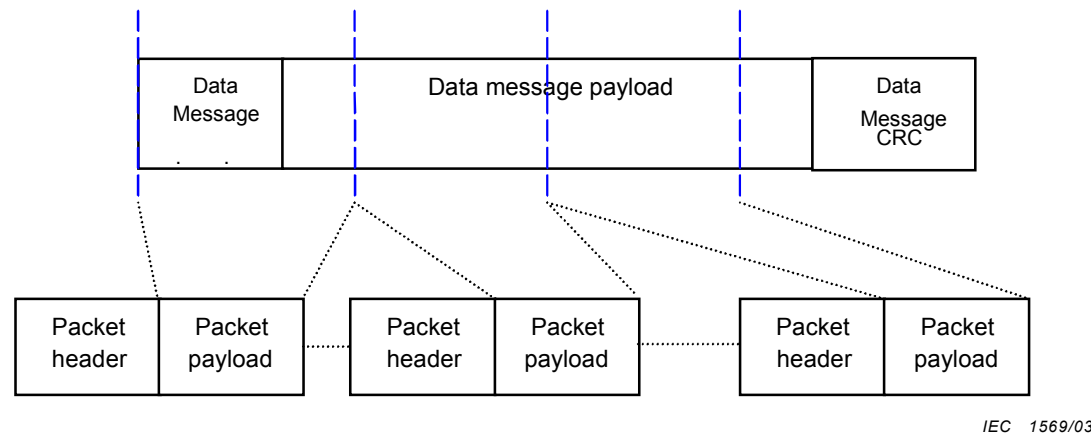 Data
Message
Data message payload
Data
Message
CRC
Packet
header
Packet
payload
Packet
header
Packet
payload
Packet
header
Packet
payload
IEC 1569/03